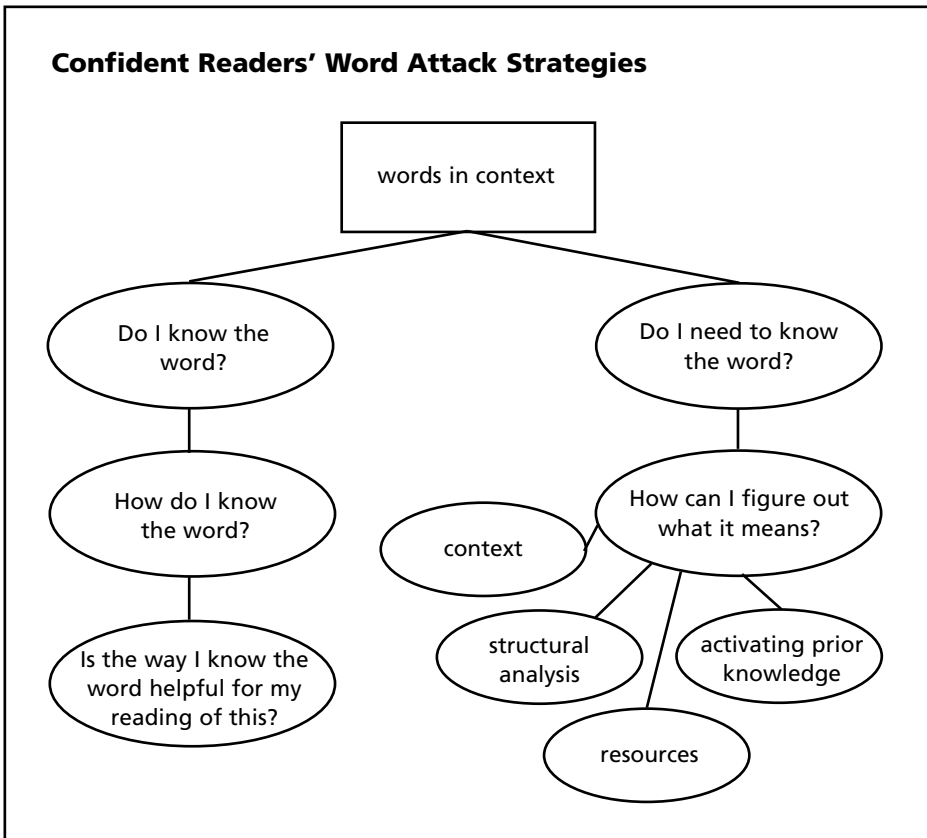 Confident Readers’ Word Attack Strategies
words in context
Do I know the
word?
How do I know
the word?
Is the way I know the
word helpful for my
reading of this?
Do I need to know
the word?
How can I figure out
what it means?
context
structural
analysis
resources
activating prior
knowledge